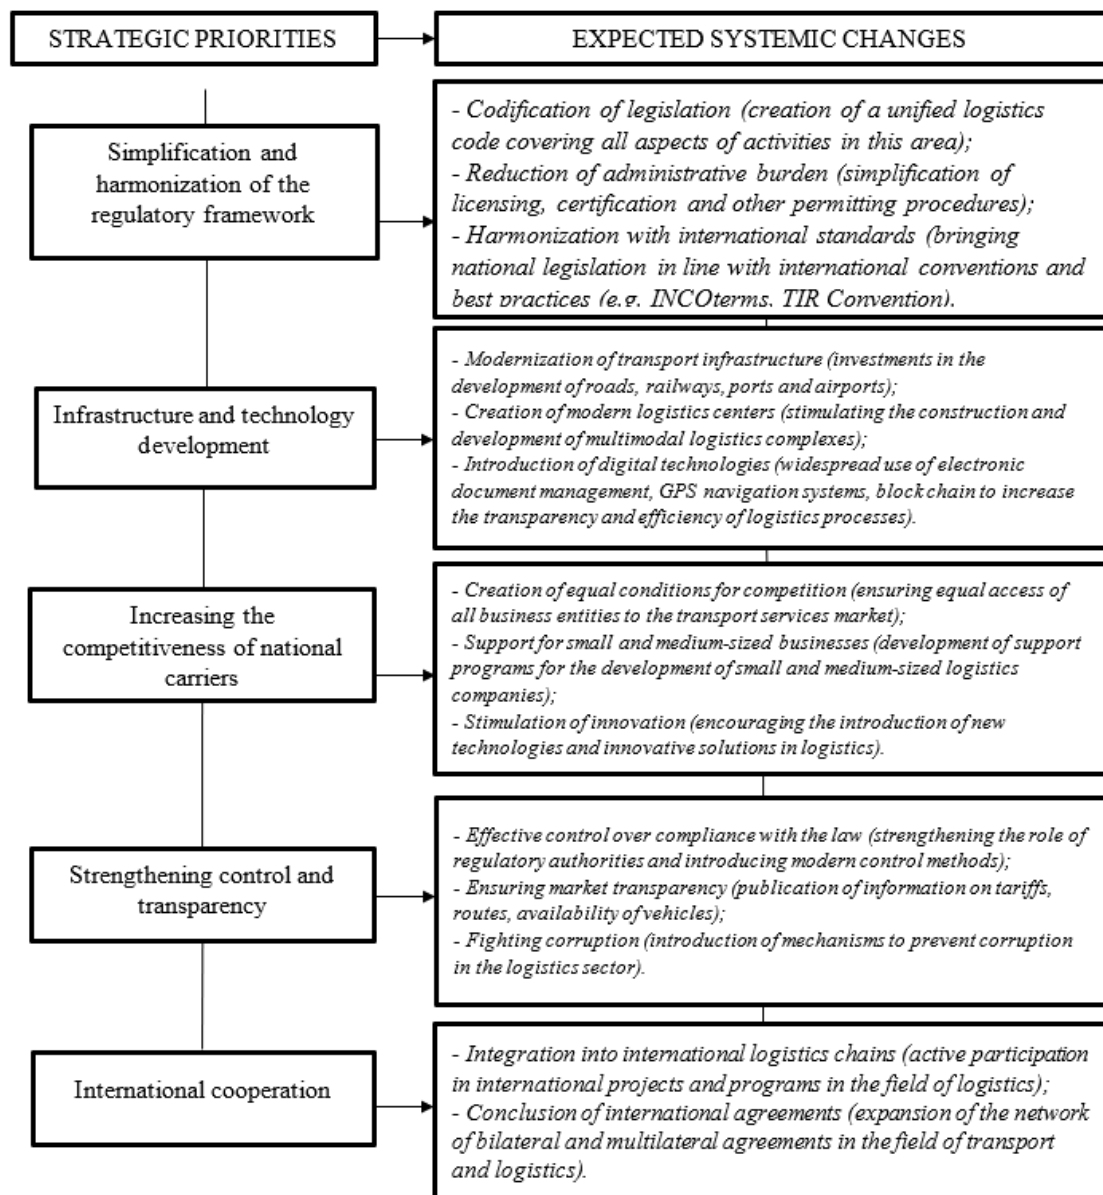 STRATEGIC PRIORITIES
EXPECTED SYSTEMIC CHANGES
Simplification and
harmonization of the
regulatory framework
- Codification of legislation (creation of a unified logistics
code covering all aspects of activities in this area);
- Reduction of administrative burden (simplification of
licensing, certification and other permitting procedures);
- Harmonization with international standards (bringing
national legislation in line with international conventions and
best practices (e.g. INCOterms, TIR Convention).
Infrastructure and technology
development
- Modernization of transport infrastructure (investments in the
development of roads, railways, ports and airports);
- Creation of modern logistics centers (stimulating the construction and
development of multimodal logistics complexes);
- Introduction of digital technologies (widespread use of electronic
document management, GPS navigation systems, block chain to increase
the transparency and efficiency of logistics processes).
Increasing the
competitiveness of national
carriers
- Creation of equal conditions for competition (ensuring equal access of
all business entities to the transport services market);
- Support for small and medium-sized businesses (development of support
programs for the development of small and medium-sized logistics
companies);
- Stimulation of innovation (encouraging the introduction of new
technologies and innovative solutions in logistics).
Strengthening control and
transparency
- Effective control over compliance with the law (strengthening the role of
regulatory authorities and introducing modern control methods);
- Ensuring market transparency (publication of information on tariffs,
routes, availability of vehicles);
- Fighting corruption (introduction of mechanisms to prevent corruption
in the logistics sector).
International cooperation
- Integration into international logistics chains (active participation
in international projects and programs in the field of logistics);
- Conclusion of international agreements (expansion of the network
of bilateral and multilateral agreements in the field of transport
and logistics).